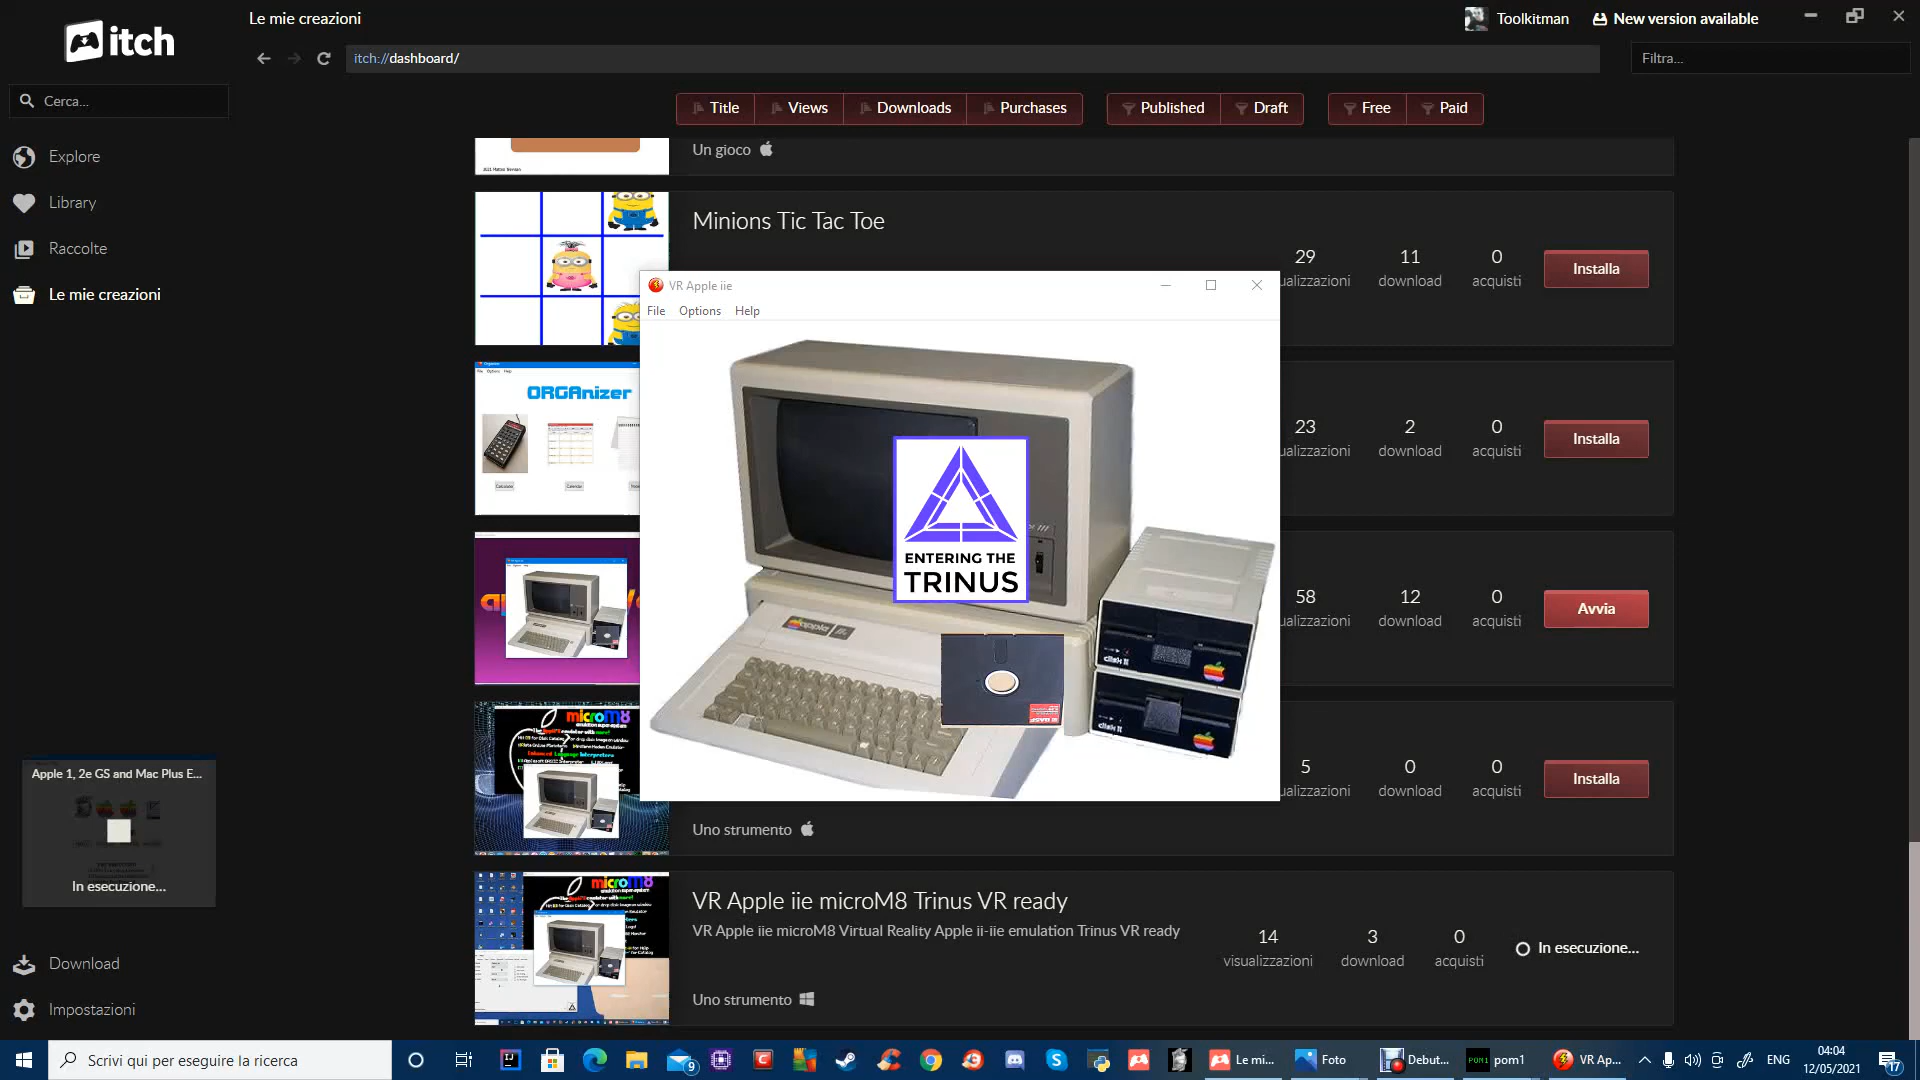 itch
Le mie creazioni
Toolkitman
New version available
itch://dashboard/
Filtra...
Cerca...
Title
Views
Downloads
Purchases
Published
Draft
Free
Paid
Explore
Library
Raccolte
Le mie creazioni
Un gioco
Minions Tic Tac Toe
29
11
0
ualizzazioni
download
acquisti
Installa
VR Apple iie
File Options Help
ENTERING THE
TRINUS
ORGAnizer
23
2
0
ualizzazioni
download
acquisti
Installa
58
12
0
ualizzazioni
download
acquisti
Avvia
microM8
5
0
0
ualizzazioni
download
acquisti
Installa
Uno strumento
Apple 1, 2e GS and Mac Plus E...
In esecuzione...
VR Apple iie microM8 Trinus VR ready
VR Apple iie microM8 Virtual Reality Apple ii-iie emulation Trinus VR ready
14
3
0
visualizzazioni
download
acquisti
In esecuzione...
Uno strumento
Download
Impostazioni
Scrivi qui per eseguire la ricerca
9
Le mi...
Foto
Debut...
pom1
VR Ap...
ENG
04:04
12/05/2021
17